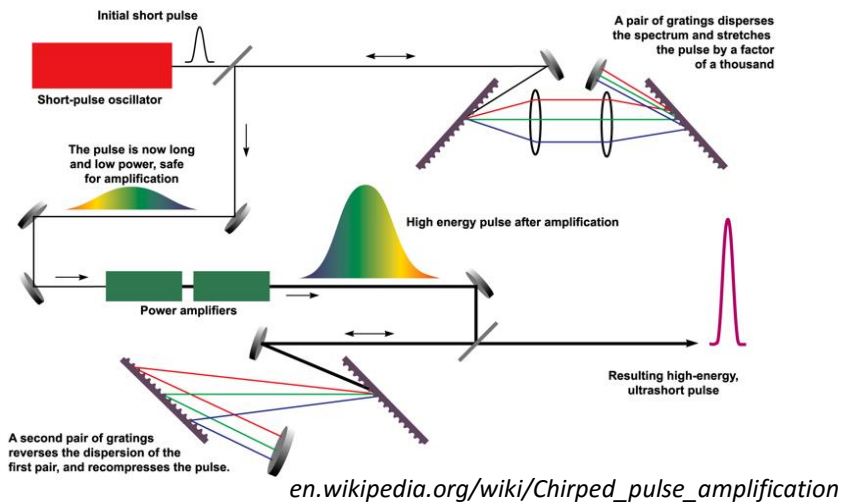 Initial short pulse
Short-pulse oscillator
A pair of gratings disperses
the spectrum and stretches
the pulse by a factor
of a thousand
The pulse is now long
and low power, safe
for amplification
High energy pulse after amplification
Power amplifiers
Resulting high-energy,
ultrashort pulse
A second pair of gratings
reverses the dispersion of the
first pair, and recompresses the pulse.
en.wikipedia.org/wiki/Chirped_pulse_amplification